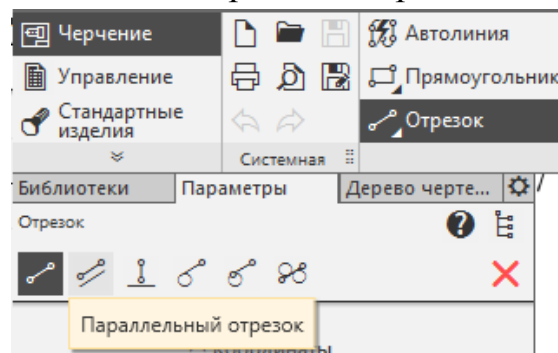 Черчение
Автолиния
Управление
Прямоугольник
Стандартные
изделия
Отрезок
Системная
Библиотеки
Параметры
Дерево черте...
Отрезок
Параллельный отрезок